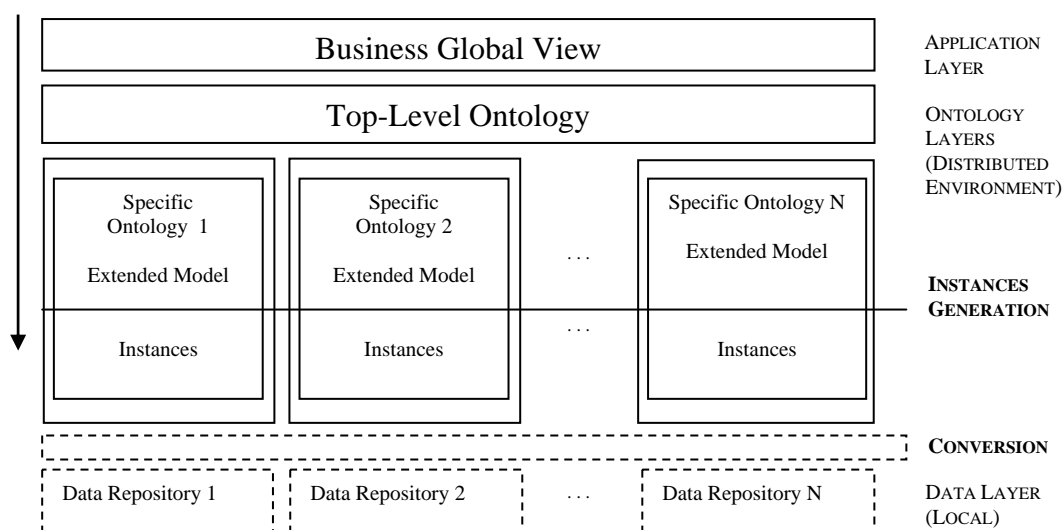 Business Global View
APPLICATION
LAYER
Top-Level Ontology
ONTOLOGY
LAYERS
(DISTRIBUTED
ENVIRONMENT)
Specific
Ontology 1
Extended Model
Specific
Ontology 2
Extended Model
. . .
Specific Ontology N
Extended Model
INSTANCES
GENERATION
Instances
Instances
. . .
Instances
CONVERSION
Data Repository 1
Data Repository 2
. . .
Data Repository N
DATA LAYER
(LOCAL)